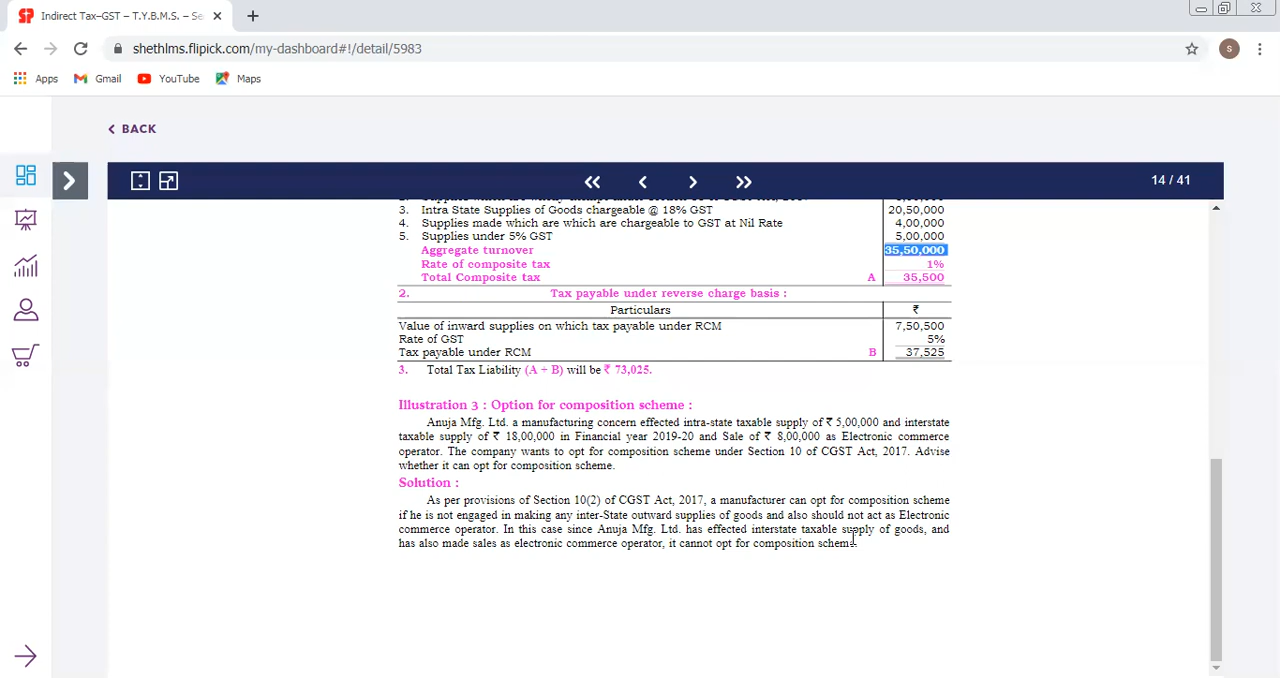 Indirect Tax–GST – T.Y.B.M.S. – Se
shethlms.flipick.com/my-dashboard#!/detail/5983
S
Apps Gmail YouTube Maps
BACK
14 / 41
3. Intra State Supplies of Goods chargeable @ 18% GST 20,50,000
4. Supplies made which are which are chargeable to GST at Nil Rate 4,00,000
5. Supplies under 5% GST 5,00,000
Aggregate turnover 35,50,000
Rate of composite tax 1%
Total Composite tax A 35,500
2. Tax payable under reverse charge basis :
Particulars ₹
Value of inward supplies on which tax payable under RCM 7,50,500
Rate of GST 5%
Tax payable under RCM B 37,525
3. Total Tax Liability (A + B) will be ₹ 73,025.
Illustration 3 : Option for composition scheme :
Anuja Mfg. Ltd. a manufacturing concern effected intra-state taxable supply of ₹ 5,00,000 and interstate
taxable supply of ₹ 18,00,000 in Financial year 2019-20 and Sale of ₹ 8,00,000 as Electronic commerce
operator. The company wants to opt for composition scheme under Section 10 of CGST Act, 2017. Advise
whether it can opt for composition scheme.
Solution :
As per provisions of Section 10(2) of CGST Act, 2017, a manufacturer can opt for composition scheme
if he is not engaged in making any inter-State outward supplies of goods and also should not act as Electronic
commerce operator. In this case since Anuja Mfg. Ltd. has effected interstate taxable supply of goods, and
has also made sales as electronic commerce operator, it cannot opt for composition scheme.